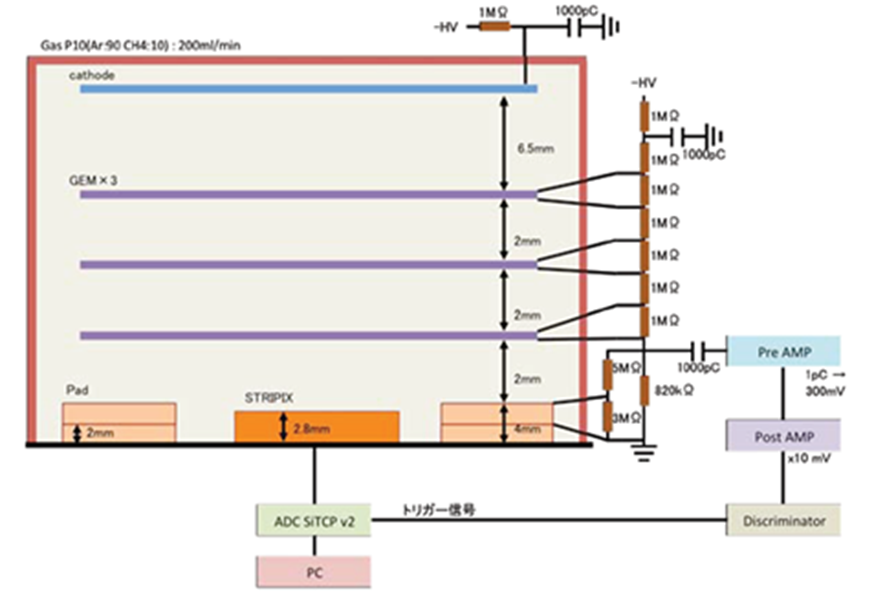 1MΩ
1000pC
-HV
Gas P10(Ar:90 CH4:10) : 200ml/min
cathode
-HV
1MΩ
1000pC
1MΩ
6.5mm
GEM×3
1MΩ
1MΩ
2mm
1MΩ
1MΩ
2mm
1MΩ
Pre AMP
1000pC
5MΩ
1pC →
300mV
2mm
820kΩ
Pad
STRIPIX
3MΩ
2mm
2.8mm
4mm
Post AMP
x10 mV
トリガー信号
ADC SiTCP v2
Discriminator
PC